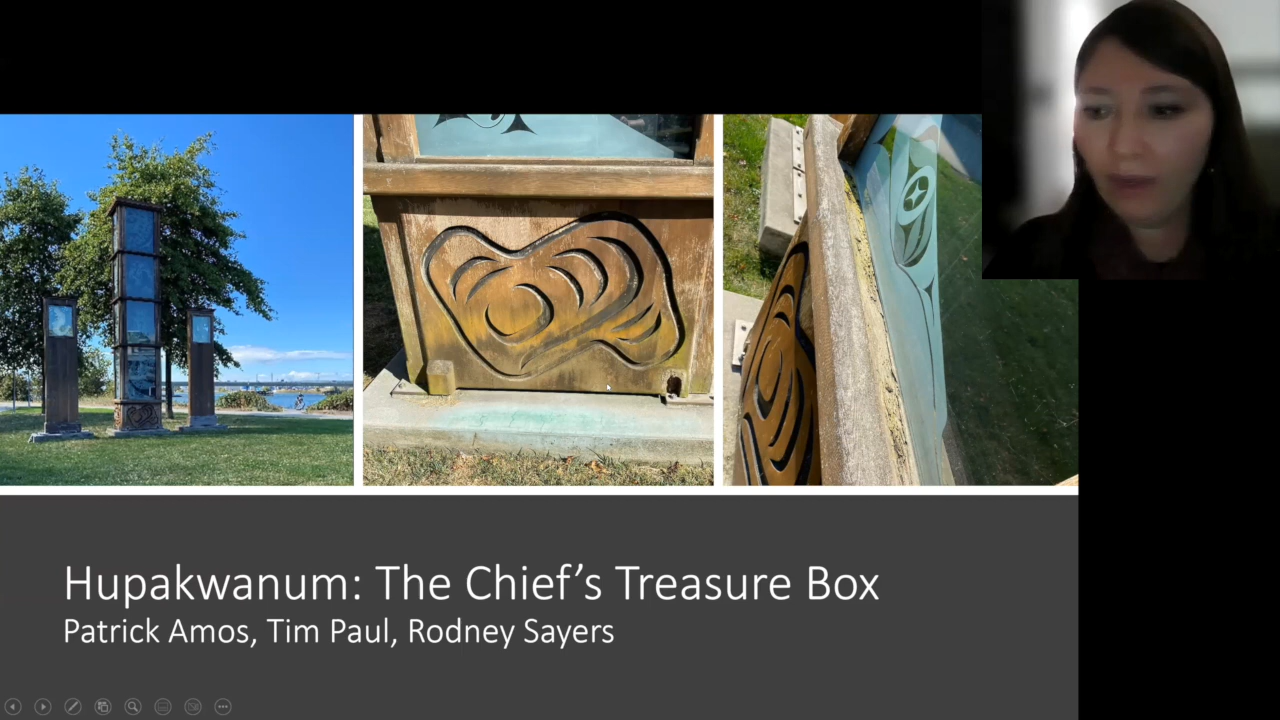 Hupakwanum: The Chief's Treasure Box
Patrick Amos, Tim Paul, Rodney Sayers